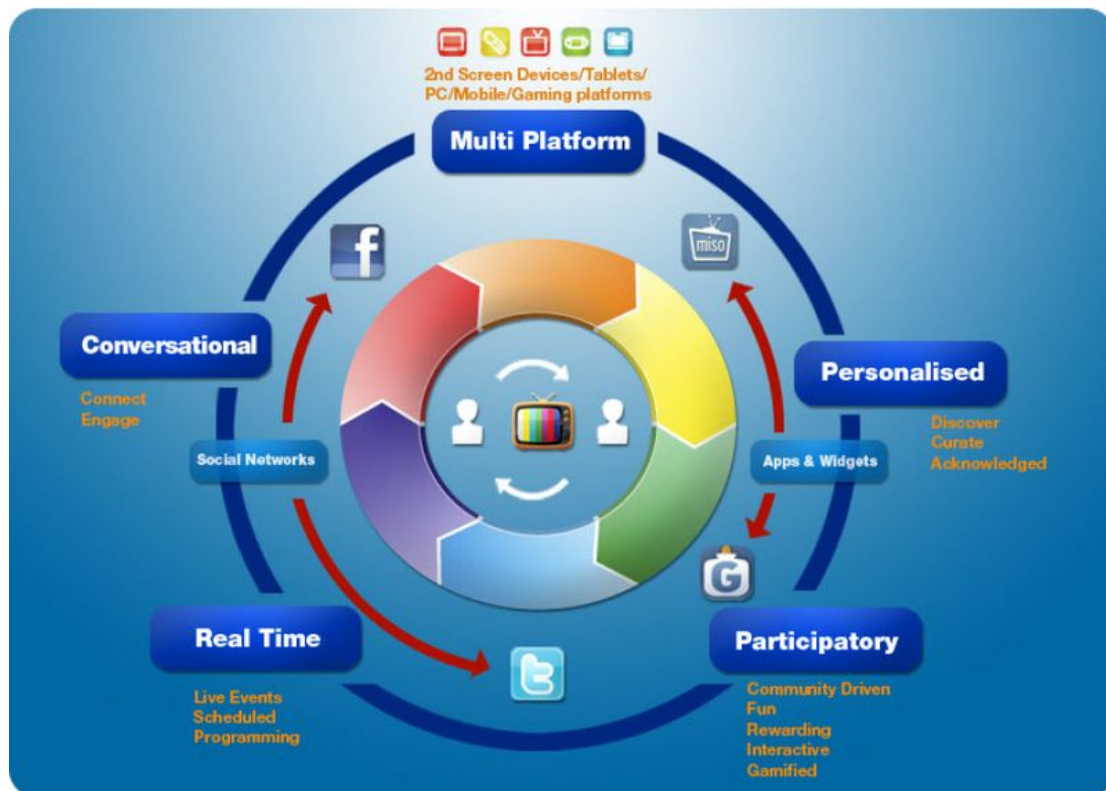 2nd Screen Devices/Tablets/
PC/Mobile/Gaming platforms
Multi Platform
f
miso
Conversational
Connect
Engage
Personalised
Discover
Curate
Acknowledged
Social Networks
Apps & Widgets
G
Real Time
Live Events
Scheduled
Programming
t
Participatory
Community Driven
Fun
Rewarding
Interactive
Gamified